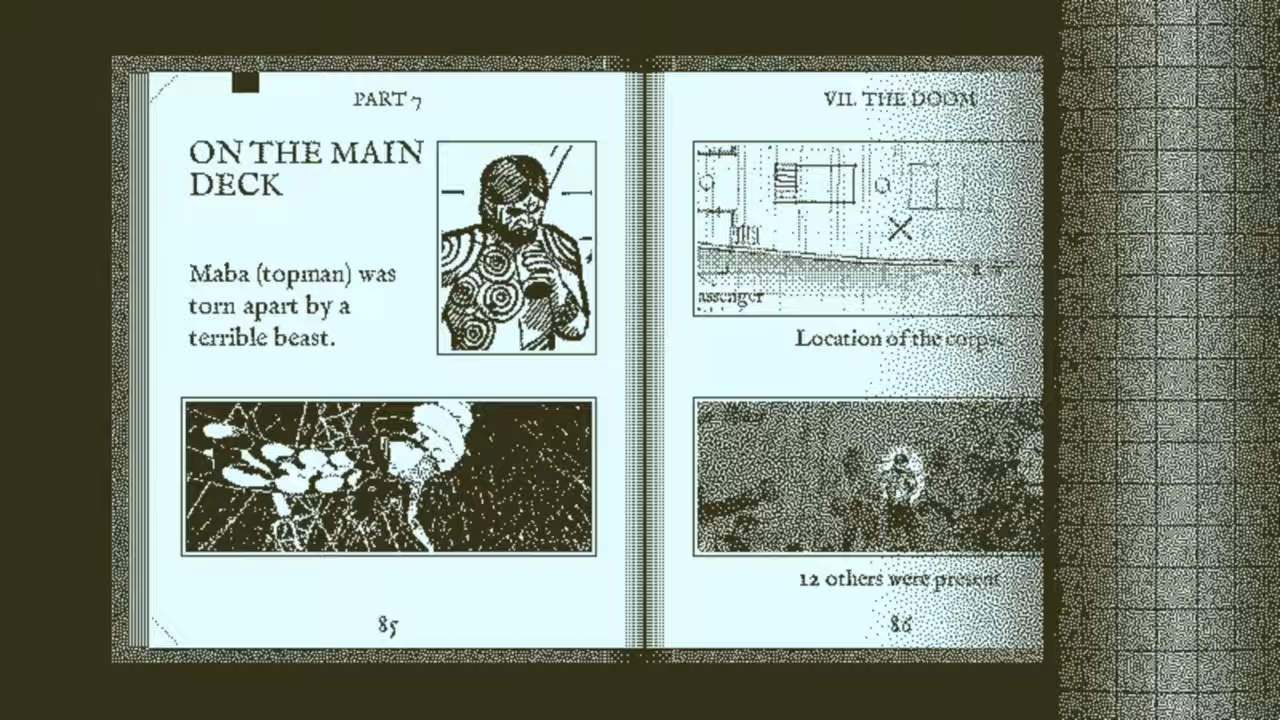 PART 7
ON THE MAIN
DECK
Maba (topman) was
torn apart by a
terrible beast.
85
VII. THE DOOM
assenger
Location of the corpse
12 others were present
86